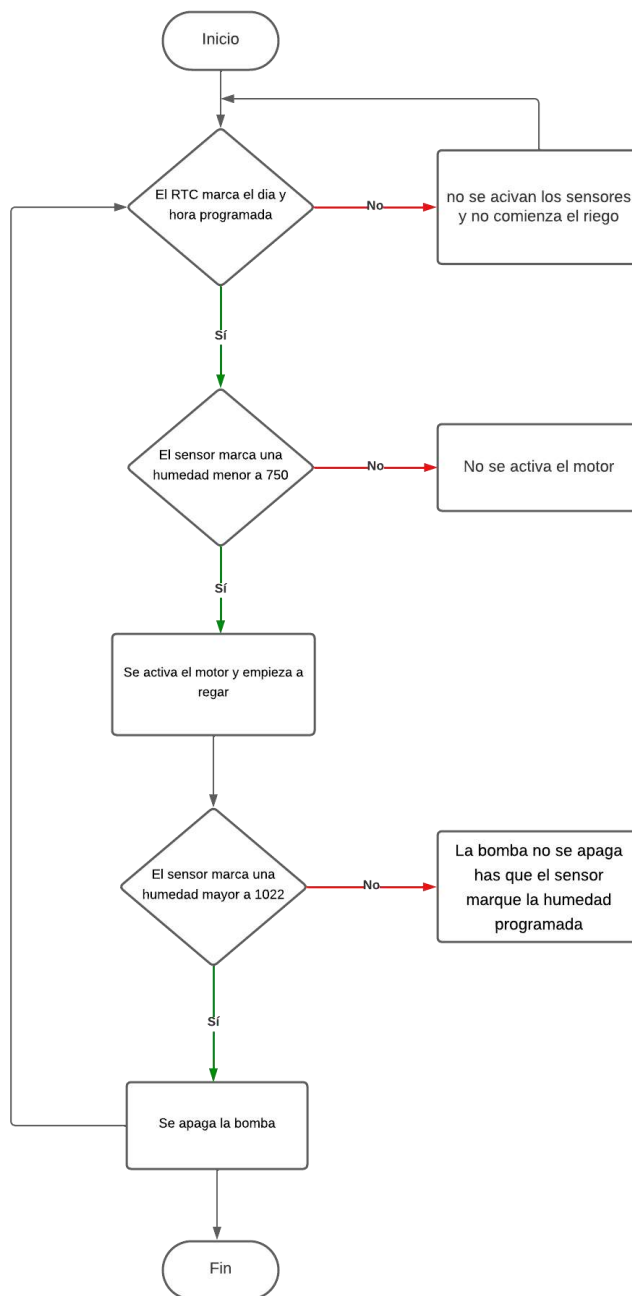 Inicio
El RTC marca el dia y
hora programada
No
no se acivan los sensores
y no comienza el riego
Sí
El sensor marca una
humedad menor a 750
No
No se activa el motor
Sí
Se activa el motor y empieza a
regar
El sensor marca una
humedad mayor a 1022
No
La bomba no se apaga
has que el sensor
marque la humedad
programada
Sí
Se apaga la bomba
Fin